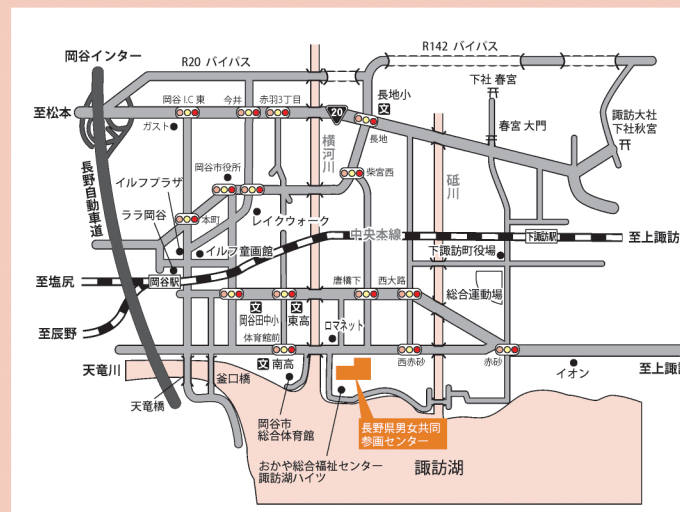 岡谷インター
R20 バイパス
R142 バイパス
下社 春宮
長地小
文
岡谷 I.C 東
今井
赤羽3丁目
至松本
20
諏訪大社
下社秋宮
ガスト
長地
春宮 大門
横河川
岡谷市役所
柴宮西
砥川
長野自動車道
イルフプラザ
ララ岡谷
本町
レイクウォーク
中央本線
下諏訪駅
至上諏訪
イルフ童画館
下諏訪町役場
至塩尻
岡谷駅
唐橋下
西大路
総合運動場
文
岡谷田中小
文
東高
至辰野
体育館前
ロマネット
天竜川
釜口橋
文
南高
西赤砂
赤砂
イオン
至上諏訪
天竜橋
岡谷市
総合体育館
長野県男女共同
参画センター
おかや総合福祉センター
諏訪湖ハイツ
諏訪湖